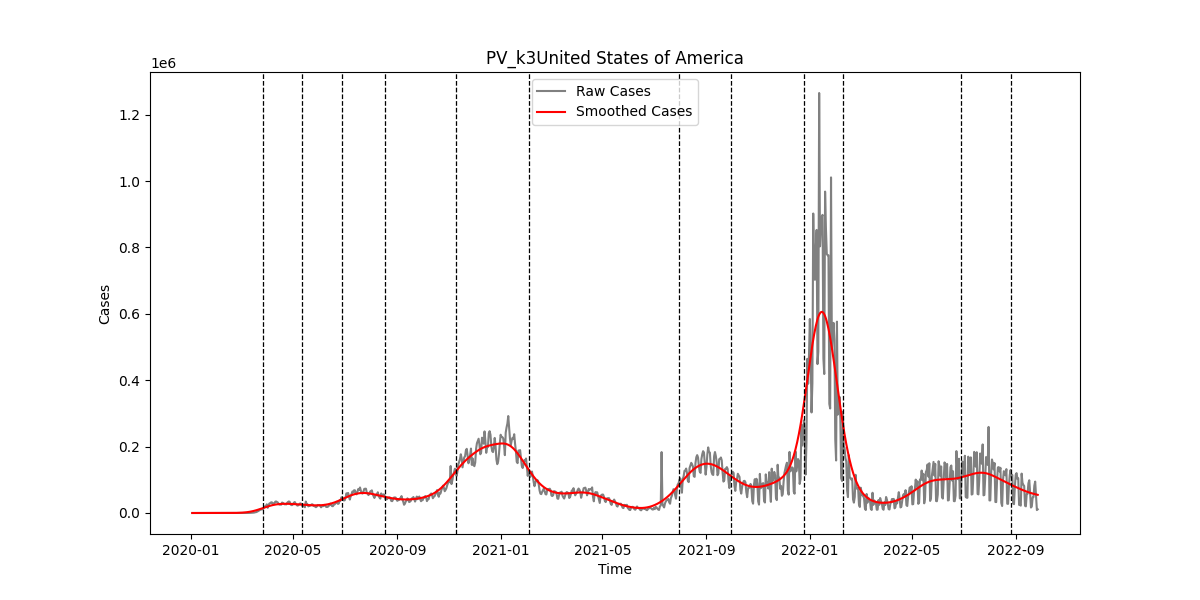 PV_k3United States of America
1e6
Raw Cases
Smoothed Cases
1.2
1.0
0.8
0.6
0.4
0.2
0.0
Cases
2020-01 2020-05 2020-09 2021-01 2021-05 2021-09 2022-01 2022-05 2022-09
Time